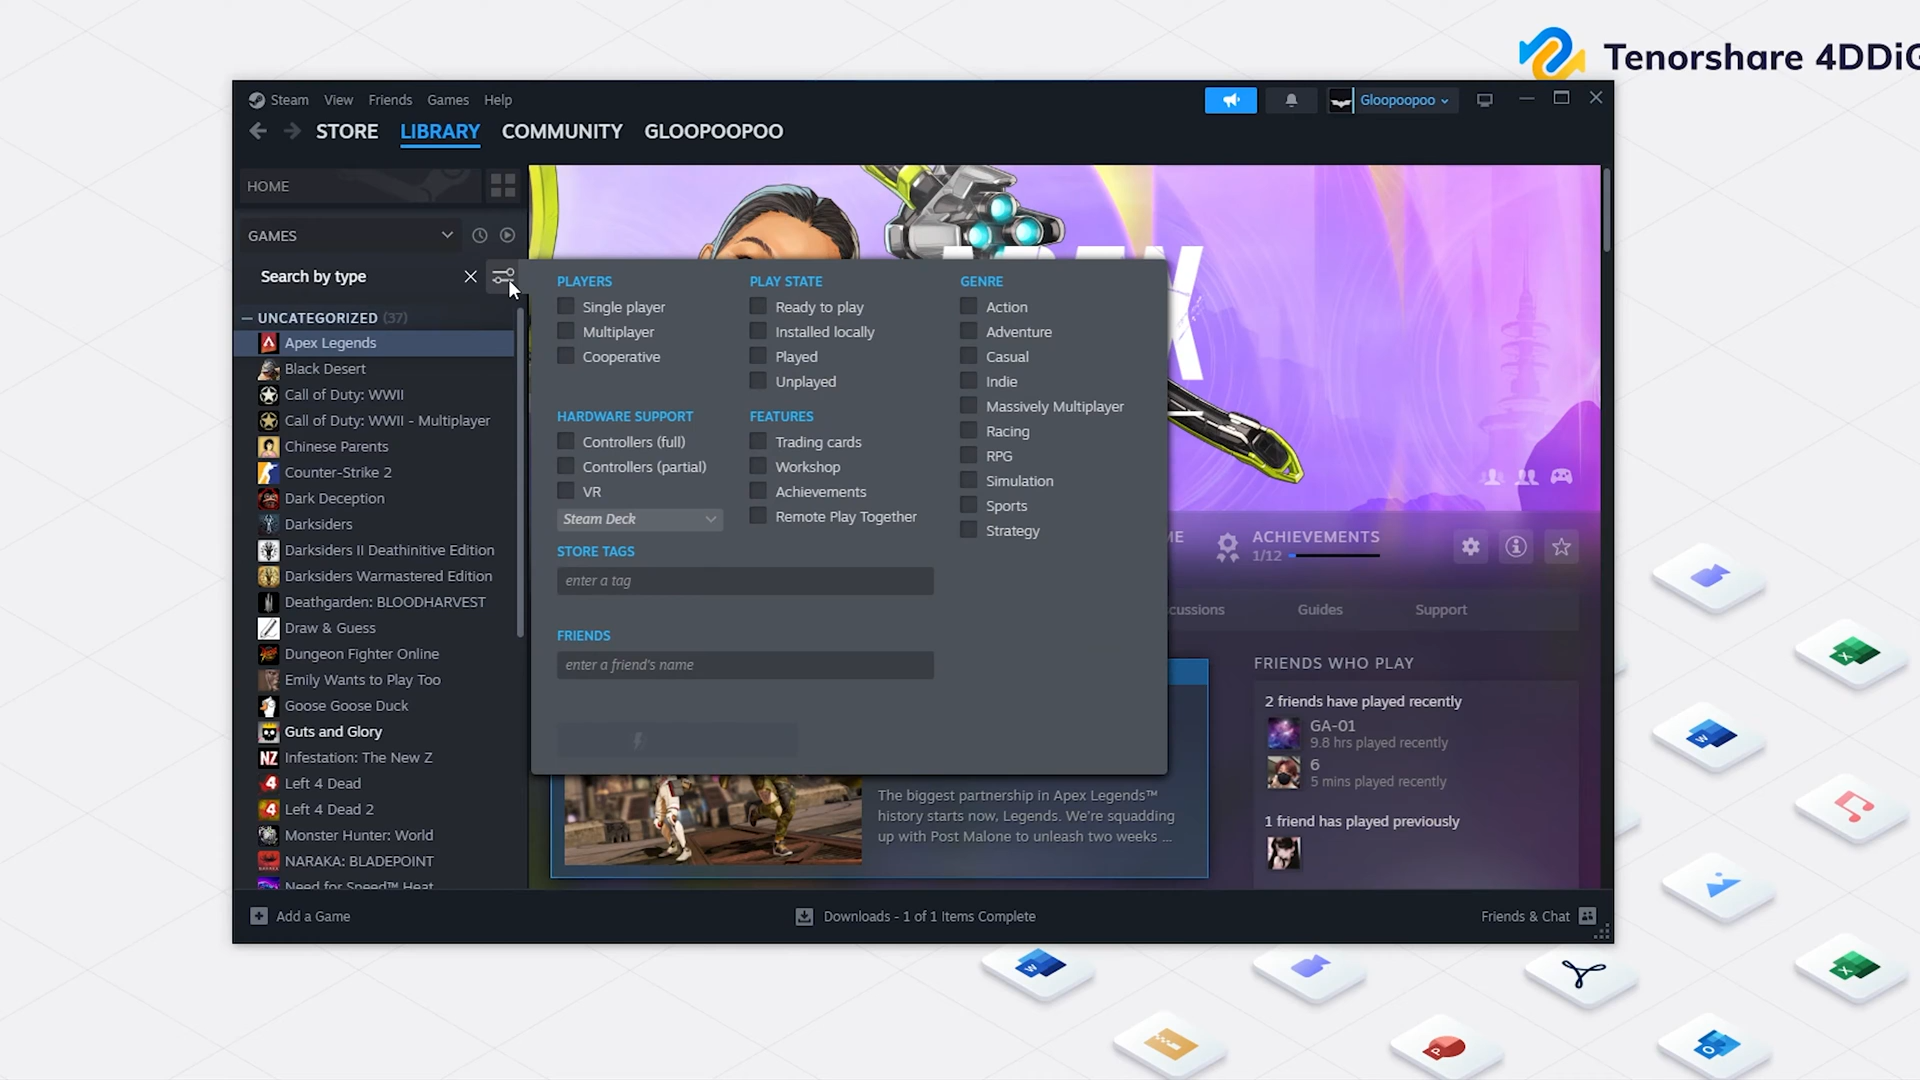 Tenorshare 4DDiG
Steam View Friends Games Help
Gloopoopoo
STORE LIBRARY COMMUNITY GLOOPOOPOO
HOME
GAMES
Search by type
UNCATEGORIZED (37)
Apex Legends
Black Desert
Call of Duty: WWII
Call of Duty: WWII - Multiplayer
Chinese Parents
Counter-Strike 2
Dark Deception
Darksiders
Darksiders II Deathinitive Edition
Darksiders Warmastered Edition
Deathgarden: BLOODHARVEST
Draw & Guess
Dungeon Fighter Online
Emily Wants to Play Too
Goose Goose Duck
Guts and Glory
Infestation: The New Z
Left 4 Dead
Left 4 Dead 2
Monster Hunter: World
NARAKA: BLADEPOINT
Need for Speed™ Heat
PLAYERS
Single player
Multiplayer
Cooperative
HARDWARE SUPPORT
Controllers (full)
Controllers (partial)
VR
Steam Deck
PLAY STATE
Ready to play
Installed locally
Played
Unplayed
FEATURES
Trading cards
Workshop
Achievements
Remote Play Together
GENRE
Action
Adventure
Casual
Indie
Massively Multiplayer
Racing
RPG
Simulation
Sports
Strategy
STORE TAGS
enter a tag
FRIENDS
enter a friend's name
ME
ACHIEVEMENTS
1/12
cussions Guides Support
The biggest partnership in Apex Legends™
history starts now, Legends. We're squadding
up with Post Malone to unleash two weeks ...
FRIENDS WHO PLAY
2 friends have played recently
GA-01
9.8 hrs played recently
6
5 mins played recently
1 friend has played previously
Add a Game
Downloads - 1 of 1 Items Complete
Friends & Chat